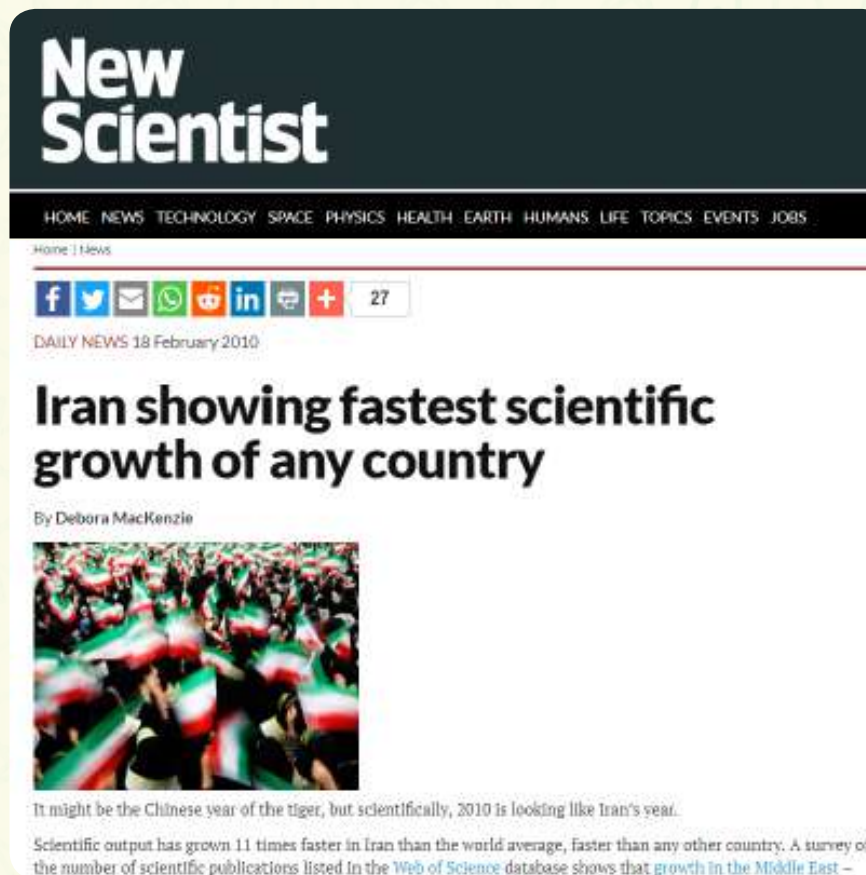 New
Scientist
HOME NEWS TECHNOLOGY SPACE PHYSICS HEALTH EARTH HUMANS LIFE TOPICS EVENTS JOBS
Home | News
27
DAILY NEWS 18 February 2010
Iran showing fastest scientific
growth of any country
By Debora MacKenzie
It might be the Chinese year of the tiger, but scientifically, 2010 is looking like Iran's year.
Scientific output has grown 11 times faster in Iran than the world average, faster than any other country. A survey of
the number of scientific publications listed in the Web of Science database shows that growth in the Middle East –